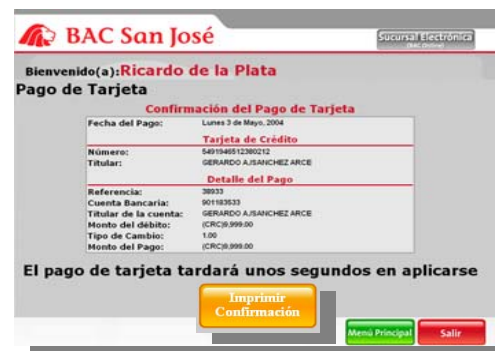 BAC San José
Sucursal Electrónica
(BAC Online)
Bienvenido(a):Ricardo de la Plata
Pago de Tarjeta
Confirmación del Pago de Tarjeta
Fecha del Pago: Lunes 3 de Mayo, 2004
Tarjeta de Crédito
Número: 5491946512380212
Titular: GERARDO A./SANCHEZ ARCE
Detalle del Pago
Referencia: 38933
Cuenta Bancaria: 901183533
Titular de la cuenta: GERARDO A./SANCHEZ ARCE
Monto del débito: (CRC)9,999.00
Tipo de Cambio: 1.00
Monto del Pago: (CRC)9,999.00
El pago de tarjeta tardará unos segundos en aplicarse
Imprimir
Confirmación
Menú Principal
Salir